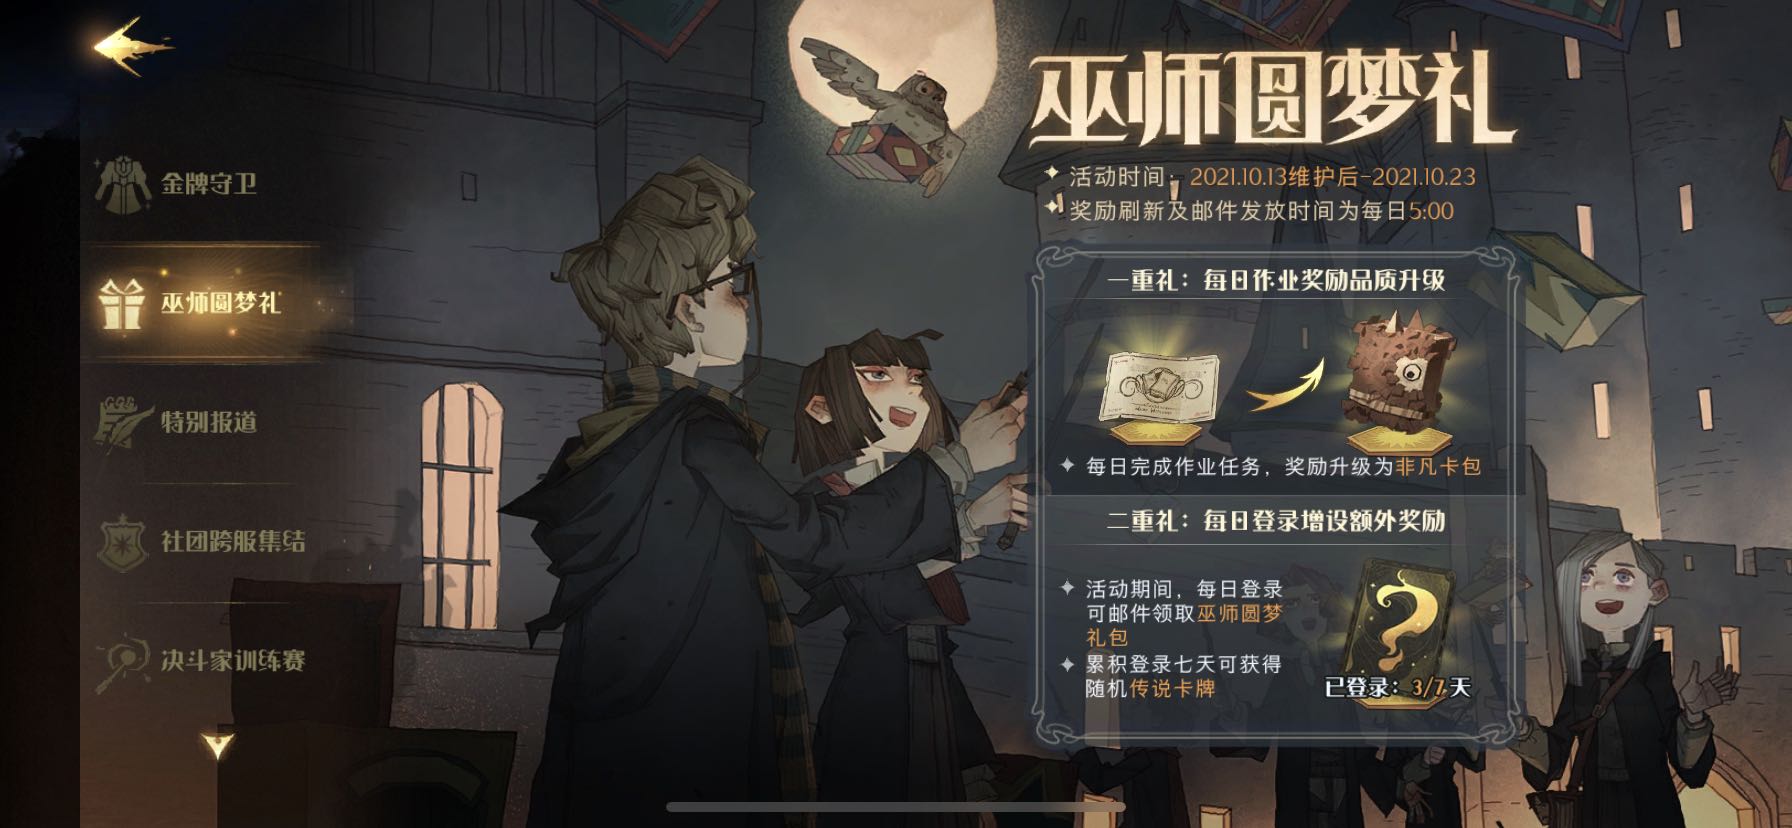 巫师圆梦礼
活动时间：2021.10.13维护后-2021.10.23
奖励刷新及邮件发放时间为每日5:00
金牌守卫
巫师圆梦礼
特别报道
社团跨服集结
决斗家训练赛
一重礼：每日作业奖励品质升级
每日完成作业任务，奖励升级为非凡卡包
二重礼：每日登录增设额外奖励
活动期间，每日登录
可邮件领取巫师圆梦
礼包
累积登录七天可获得
随机传说卡牌
已登录：3/7天